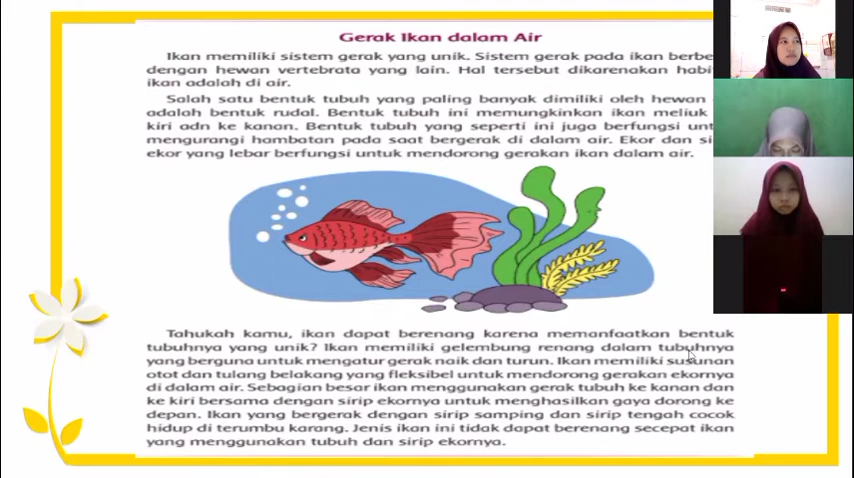 Gerak Ikan dalam Air
Ikan memiliki sistem gerak yang unik. Sistem gerak pada ikan
dengan hewan vertebrata yang lain. Hal tersebut dikarenakan
ikan adalah di air.
Salah satu bentuk tubuh yang paling banyak dimiliki oleh hewan
adalah bentuk rudal. Bentuk tubuh ini memungkinkan ikan meliuk
kiri adn ke kanan. Bentuk tubuh yang seperti ini juga berfungsi
mengurangi hambatan pada saat bergerak di dalam air. Ekor dan
ekor yang lebar berfungsi untuk mendorong gerakan ikan dalam air.
Tahukah kamu, ikan dapat berenang karena memanfaatkan bentuk
tubuhnya yang unik? Ikan memiliki gelembung renang dalam tubuhnya
yang berguna untuk mengatur gerak naik dan turun. Ikan memiliki susunan
otot dan tulang belakang yang fleksibel untuk mendorong gerakan ekornya
di dalam air. Sebagian besar ikan menggunakan gerak tubuh ke kanan dan
ke kiri bersama dengan sirip ekornya untuk menghasilkan gaya dorong ke
depan. Ikan yang bergerak dengan sirip samping dan sirip tengah cocok
hidup di terumbu karang. Jenis ikan ini tidak dapat berenang secepat ikan
yang menggunakan tubuh dan sirip ekornya.